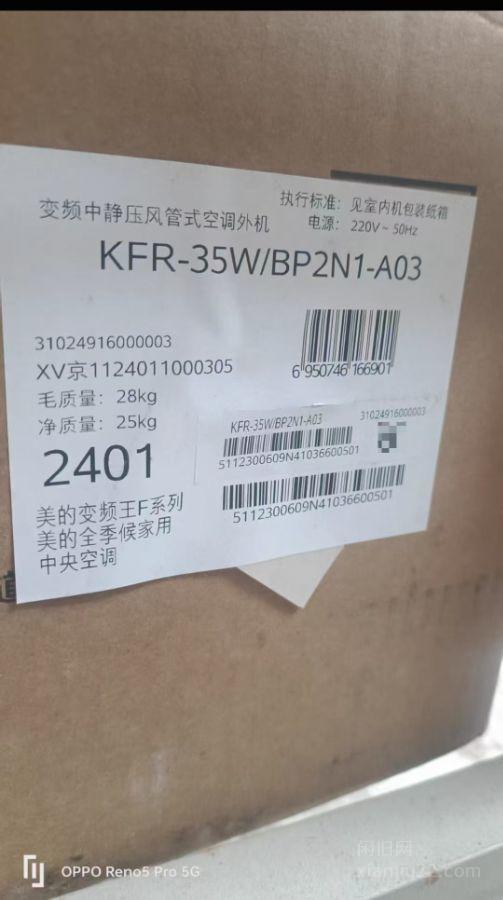 变频中静压风管式空调外机
执行标准：见室内机包装纸箱
电源：220V~50Hz
KFR-35W/BP2N1-A03
31024916000003
XV京1124011000305
毛质量：28kg
净质量：25kg
2401
美的变频王F系列
美的全季候家用
中央空调
6 950746 166901
KFR-35W/BP2N1-A03
31024916000003
5112300609N41036600501
5112300609N41036600501
OPPO Reno5 Pro 5G
闲旧网
xianjiu22.com